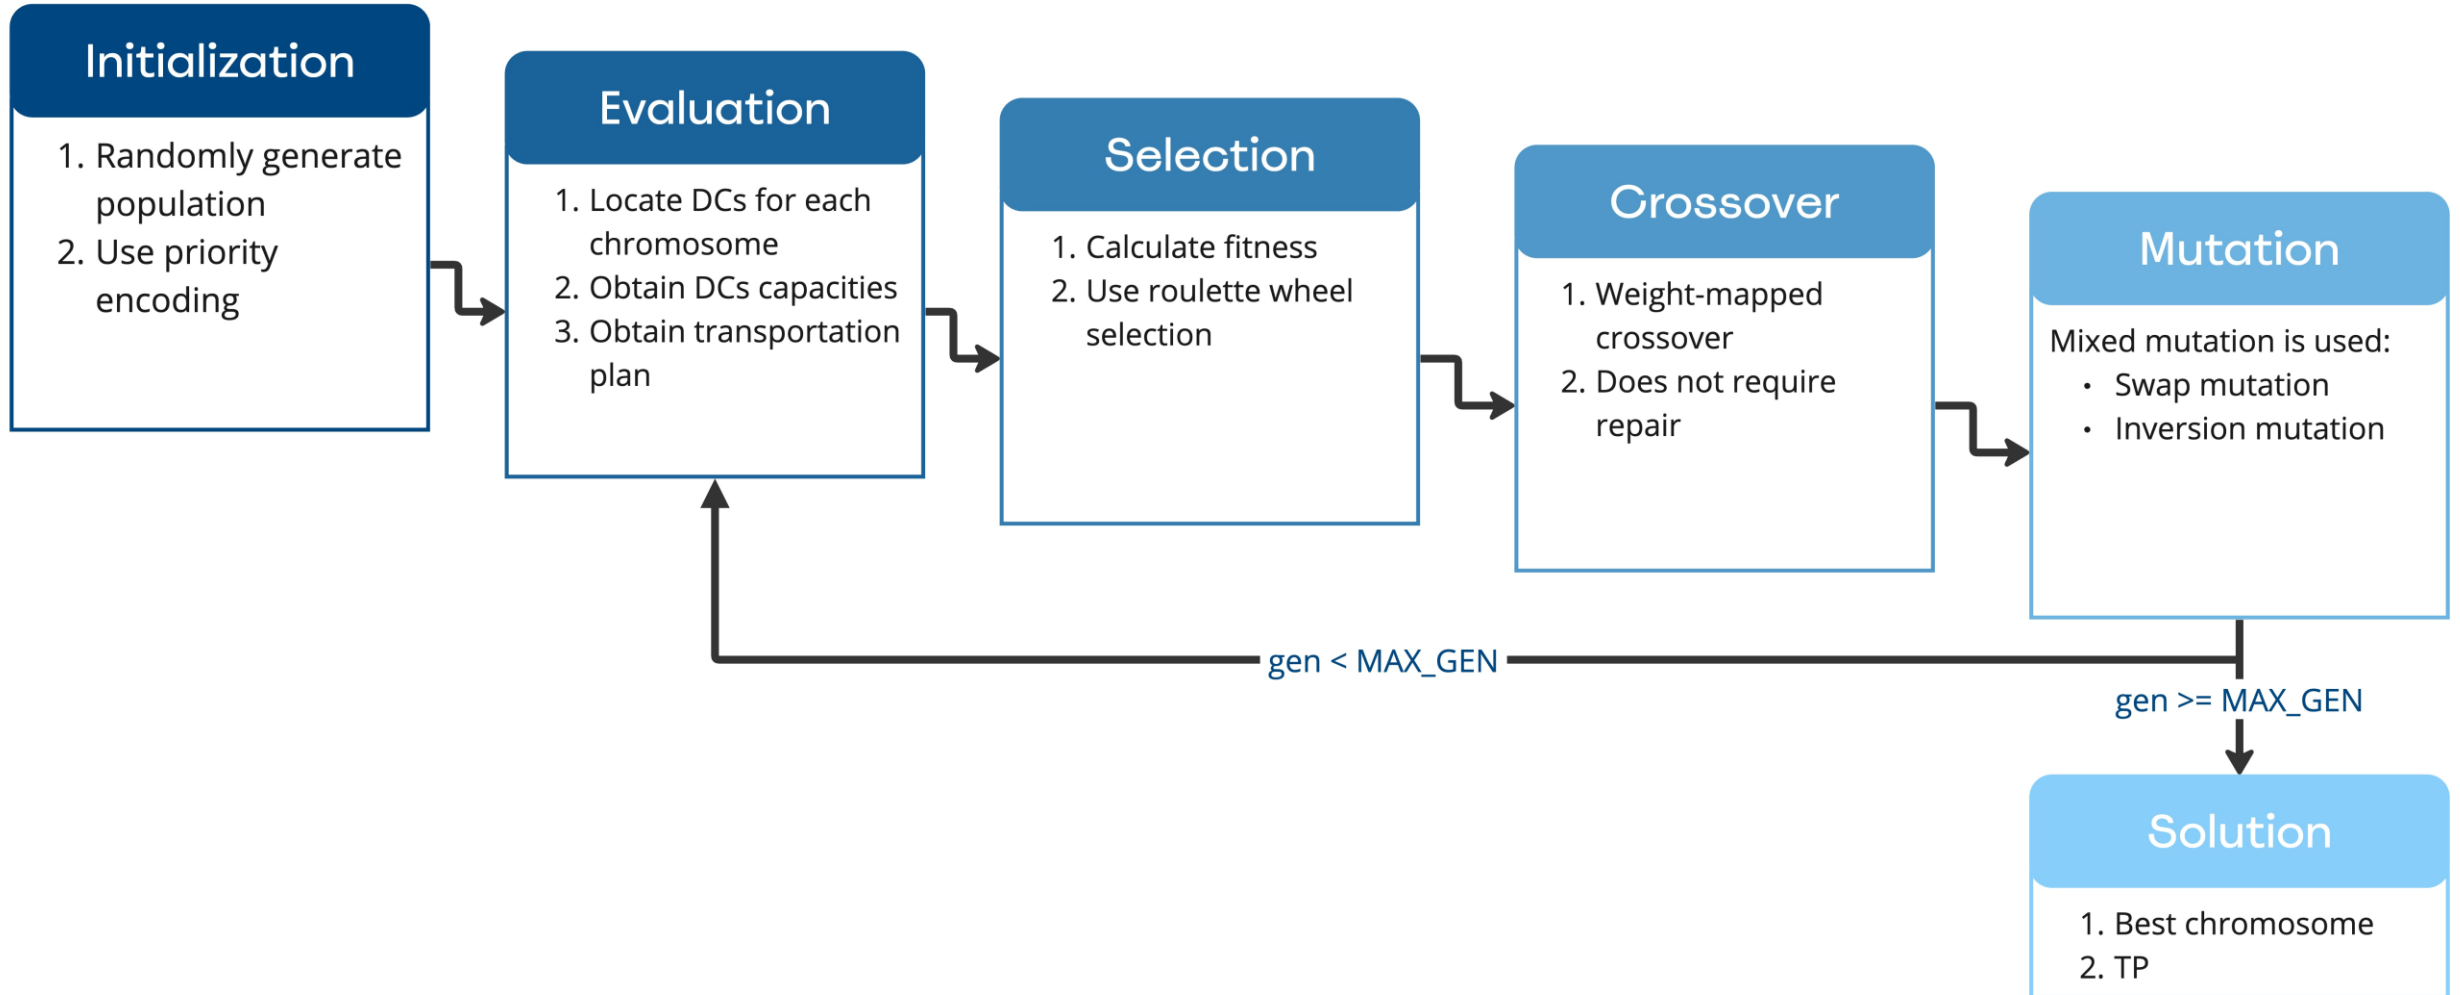 Initialization
1. Randomly generate
population
2. Use priority
encoding
Evaluation
1. Locate DCs for each
chromosome
2. Obtain DCs capacities
3. Obtain transportation
plan
Selection
1. Calculate fitness
2. Use roulette wheel
selection
Crossover
1. Weight-mapped
crossover
2. Does not require
repair
Mutation
Mixed mutation is used:
• Swap mutation
• Inversion mutation
gen < MAX_GEN
gen >= MAX_GEN
Solution
1. Best chromosome
2. TP